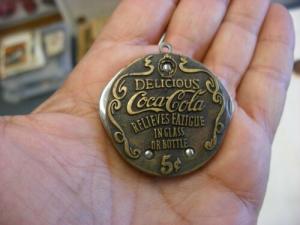 DELICIOUS
Coca-Cola
RELIEVES FATIGUE
IN GLASS
OR BOTTLE
5¢